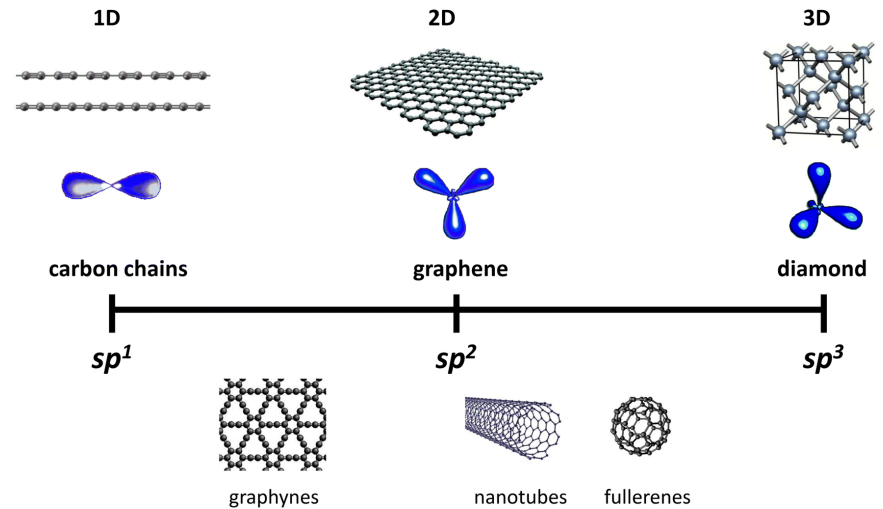 1D
2D
3D
carbon chains
graphene
diamond
sp¹
sp²
sp³
graphynes
nanotubes
fullerenes